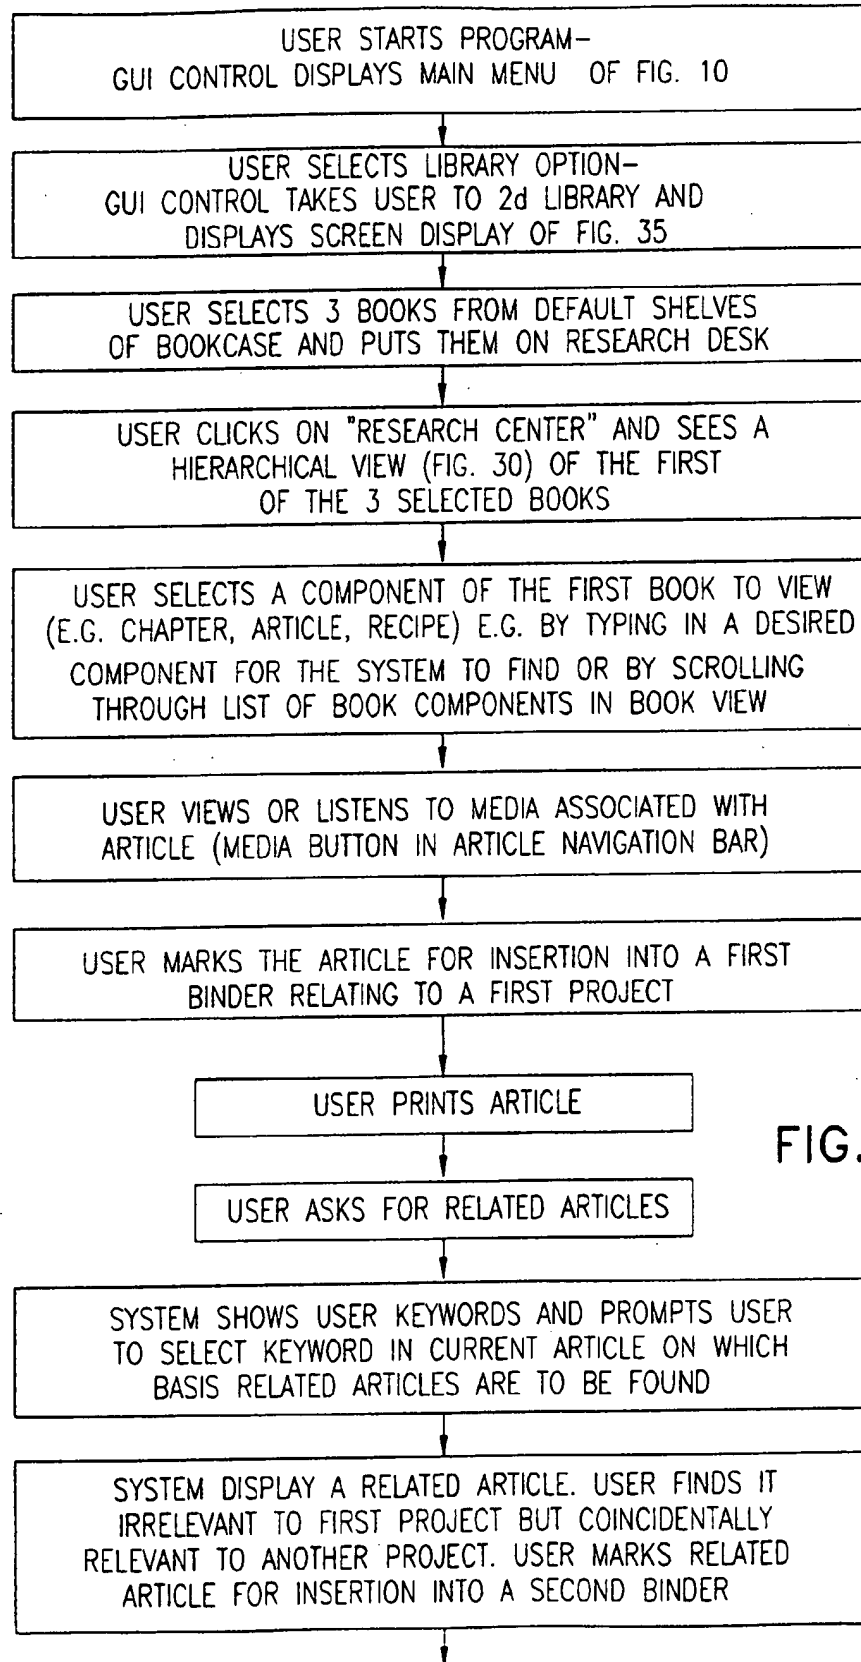 USER STARTS PROGRAM-
GUI CONTROL DISPLAYS MAIN MENU OF FIG. 10
USER SELECTS LIBRARY OPTION-
GUI CONTROL TAKES USER TO 2d LIBRARY AND
DISPLAYS SCREEN DISPLAY OF FIG. 35
USER SELECTS 3 BOOKS FROM DEFAULT SHELVES
OF BOOKCASE AND PUTS THEM ON RESEARCH DESK
USER CLICKS ON "RESEARCH CENTER" AND SEES A
HIERARCHICAL VIEW (FIG. 30) OF THE FIRST
OF THE 3 SELECTED BOOKS
USER SELECTS A COMPONENT OF THE FIRST BOOK TO VIEW
(E.G. CHAPTER, ARTICLE, RECIPE) E.G. BY TYPING IN A DESIRED
COMPONENT FOR THE SYSTEM TO FIND OR BY SCROLLING
THROUGH LIST OF BOOK COMPONENTS IN BOOK VIEW
USER VIEWS OR LISTENS TO MEDIA ASSOCIATED WITH
ARTICLE (MEDIA BUTTON IN ARTICLE NAVIGATION BAR)
USER MARKS THE ARTICLE FOR INSERTION INTO A FIRST
BINDER RELATING TO A FIRST PROJECT
USER PRINTS ARTICLE
FIG.
USER ASKS FOR RELATED ARTICLES
SYSTEM SHOWS USER KEYWORDS AND PROMPTS USER
TO SELECT KEYWORD IN CURRENT ARTICLE ON WHICH
BASIS RELATED ARTICLES ARE TO BE FOUND
SYSTEM DISPLAY A RELATED ARTICLE. USER FINDS IT
IRRELEVANT TO FIRST PROJECT BUT COINCIDENTALLY
RELEVANT TO ANOTHER PROJECT. USER MARKS RELATED
ARTICLE FOR INSERTION INTO A SECOND BINDER